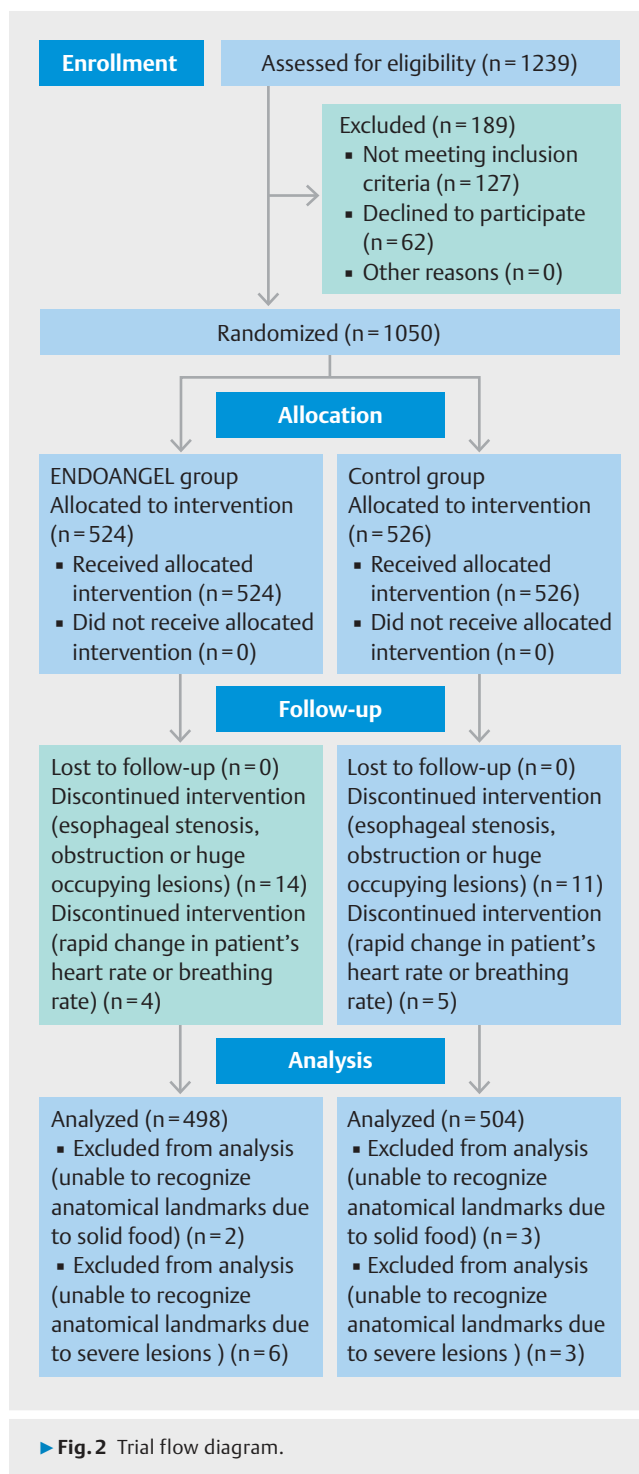 Enrollment
Assessed for eligibility (n = 1239)
Excluded (n = 189)
▪ Not meeting inclusion
criteria (n = 127)
▪ Declined to participate
(n = 62)
▪ Other reasons (n = 0)
Randomized (n = 1050)
Allocation
ENDOANGEL group
Allocated to intervention
(n = 524)
▪ Received allocated
intervention (n = 524)
▪ Did not receive allocated
intervention (n = 0)
Control group
Allocated to intervention
(n = 526)
▪ Received allocated
intervention (n = 526)
▪ Did not receive allocated
intervention (n = 0)
Follow-up
Lost to follow-up (n = 0)
Discontinued intervention
(esophageal stenosis,
obstruction or huge
occupying lesions) (n = 14)
Discontinued intervention
(rapid change in patient's
heart rate or breathing
rate) (n = 4)
Lost to follow-up (n = 0)
Discontinued intervention
(esophageal stenosis,
obstruction or huge
occupying lesions) (n = 11)
Discontinued intervention
(rapid change in patient's
heart rate or breathing
rate) (n = 5)
Analysis
Analyzed (n = 498)
▪ Excluded from analysis
(unable to recognize
anatomical landmarks due
to solid food) (n = 2)
▪ Excluded from analysis
(unable to recognize
anatomical landmarks due
to severe lesions ) (n = 6)
Analyzed (n = 504)
▪ Excluded from analysis
(unable to recognize
anatomical landmarks due
to solid food) (n = 3)
▪ Excluded from analysis
(unable to recognize
anatomical landmarks due
to severe lesions ) (n = 3)
▶ Fig. 2 Trial flow diagram.